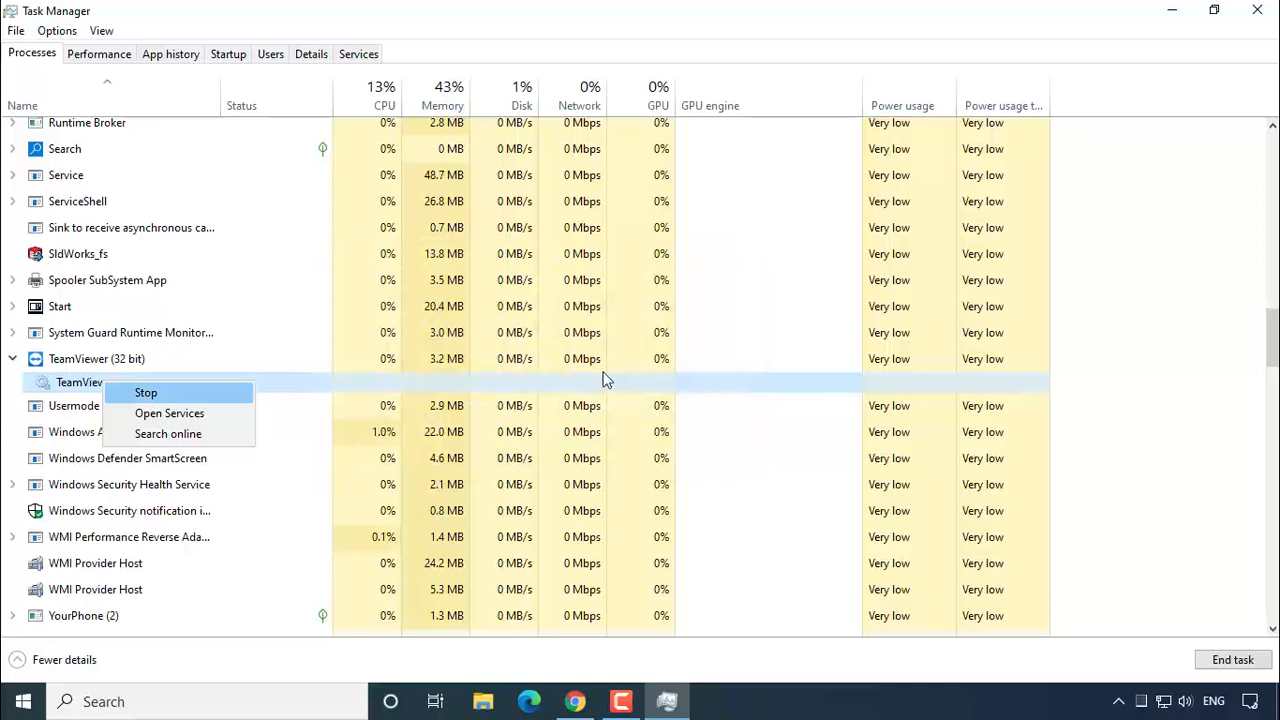 Task Manager
File Options View
Processes Performance App history Startup Users Details Services
13% 43% 1% 0% 0%
Name Status CPU Memory Disk Network GPU GPU engine Power usage Power usage t...
Runtime Broker 0% 2.8 MB 0 MB/s 0 Mbps 0% Very low Very low
Search 0% 0 MB 0 MB/s 0 Mbps 0% Very low Very low
Service 0% 48.7 MB 0 MB/s 0 Mbps 0% Very low Very low
ServiceShell 0% 26.8 MB 0 MB/s 0 Mbps 0% Very low Very low
Sink to receive asynchronous ca... 0% 0.7 MB 0 MB/s 0 Mbps 0% Very low Very low
SldWorks_fs 0% 13.8 MB 0 MB/s 0 Mbps 0% Very low Very low
Spooler SubSystem App 0% 3.5 MB 0 MB/s 0 Mbps 0% Very low Very low
Start 0% 20.4 MB 0 MB/s 0 Mbps 0% Very low Very low
System Guard Runtime Monitor... 0% 3.0 MB 0 MB/s 0 Mbps 0% Very low Very low
TeamViewer (32 bit) 0% 3.2 MB 0 MB/s 0 Mbps 0% Very low Very low
TeamView
Stop
Open Services
Search online
Usermode 0% 2.9 MB 0 MB/s 0 Mbps 0% Very low Very low
Windows A 1.0% 22.0 MB 0 MB/s 0 Mbps 0% Very low Very low
Windows Defender SmartScreen 0% 4.6 MB 0 MB/s 0 Mbps 0% Very low Very low
Windows Security Health Service 0% 2.1 MB 0 MB/s 0 Mbps 0% Very low Very low
Windows Security notification i... 0% 0.8 MB 0 MB/s 0 Mbps 0% Very low Very low
WMI Performance Reverse Ada... 0.1% 1.4 MB 0 MB/s 0 Mbps 0% Very low Very low
WMI Provider Host 0% 24.2 MB 0 MB/s 0 Mbps 0% Very low Very low
WMI Provider Host 0% 5.3 MB 0 MB/s 0 Mbps 0% Very low Very low
YourPhone (2) 0% 1.3 MB 0 MB/s 0 Mbps 0% Very low Very low
Fewer details End task
Search ENG